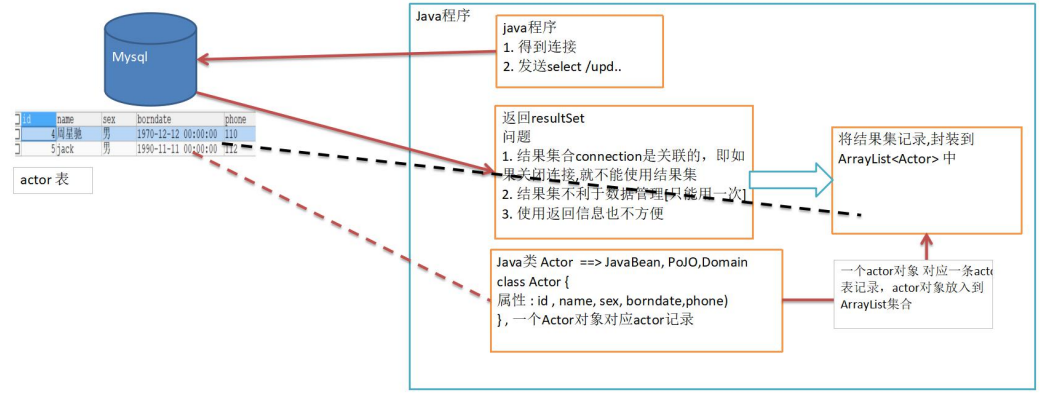 Java程序
java程序
1. 得到连接
2. 发送select /upd..
Mysql
id name sex borndate phone
4 周星驰 男 1970-12-12 00:00:00 110
5 jack 男 1990-11-11 00:00:00 112
actor 表
返回resultSet
问题
1. 结果集合connection是关联的，即如
果关闭连接,就不能使用结果集
2. 结果集不利于数据管理[只能用一次]
3. 使用返回信息也不方便
将结果集记录,封装到
ArrayList<Actor> 中
Java类 Actor ==> JavaBean, PoJO,Domain
class Actor {
属性 : id , name, sex, borndate,phone)
} , 一个Actor对象对应actor记录
一个actor对象 对应一条acto
表记录，actor对象放入到
ArrayList集合